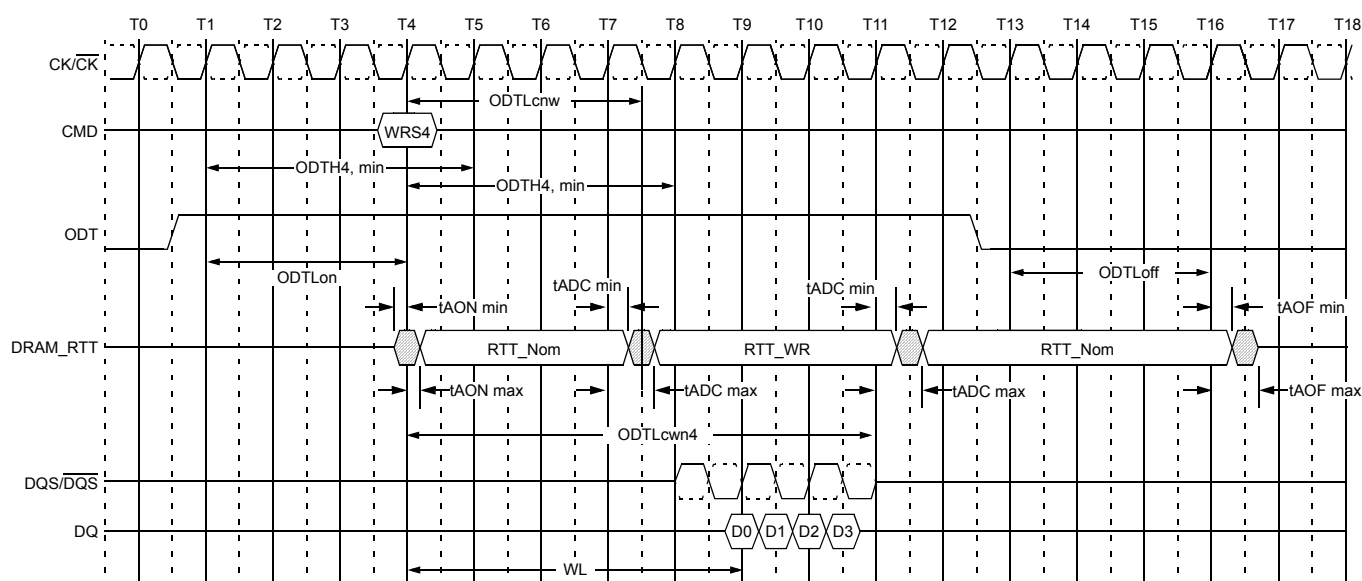 T0 T1 T2 T3 T4 T5 T6 T7 T8 T9 T10 T11 T12 T13 T14 T15 T16 T17 T18
CK/C̅K̅
ODTLcnw
CMD
WRS4
ODTH4, min
ODTH4, min
ODT
ODTLon
ODTLoff
tADC min
tADC min
tAON min
tAOF min
DRAM_RTT
RTT_Nom
RTT_WR
RTT_Nom
tAON max
tADC max
tADC max
tAOF max
ODTLcwn4
DQS/D̅Q̅S̅
DQ
D0 D1 D2 D3
WL